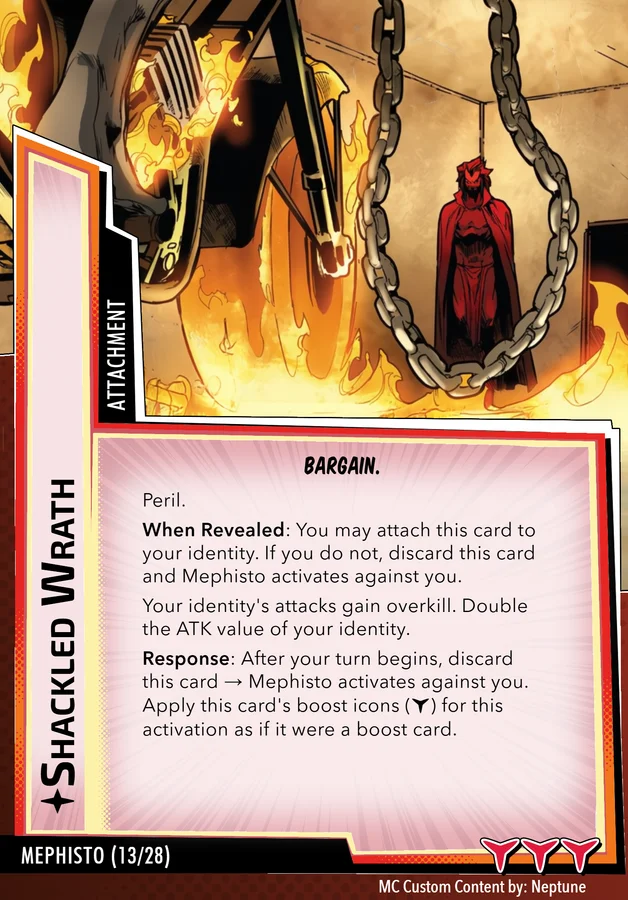 ATTACHMENT
SHACKLED WRATH
BARGAIN.
Peril.
When Revealed: You may attach this card to
your identity. If you do not, discard this card
and Mephisto activates against you.
Your identity's attacks gain overkill. Double
the ATK value of your identity.
Response: After your turn begins, discard
this card → Mephisto activates against you.
Apply this card's boost icons () for this
activation as if it were a boost card.
MEPHISTO (13/28)
MC Custom Content by: Neptune